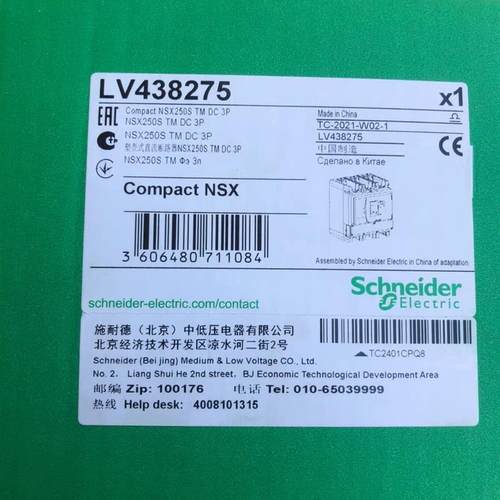 LV438275
x1
Compact NSX250S TM DC 3P
NSX250S TM DC 3P
NSX250S TM DC 3P
塑壳式直流断路器NSX250S TM DC 3P
NSX250S TM Фэ 3п
EAC
Made in China
TC-2021-W02-1
LV438275
中国制造
Сделано в Китае
CE
Compact NSX
3 606480 711084
Assembled by Schneider Electric in China of adaptation.
schneider-electric.com/contact
Schneider
Electric
施耐德（北京）中低压电器有限公司
北京经济技术开发区凉水河二街2号
Schneider (Bei jing) Medium & Low Voltage CO., Ltd.
No. 2, Liang Shui He 2nd street, BJ Economic Technological Development Area
邮编 Zip: 100176 电话 Tel: 010-65039999
热线 Help desk: 4008101315
TC2401CPQ8